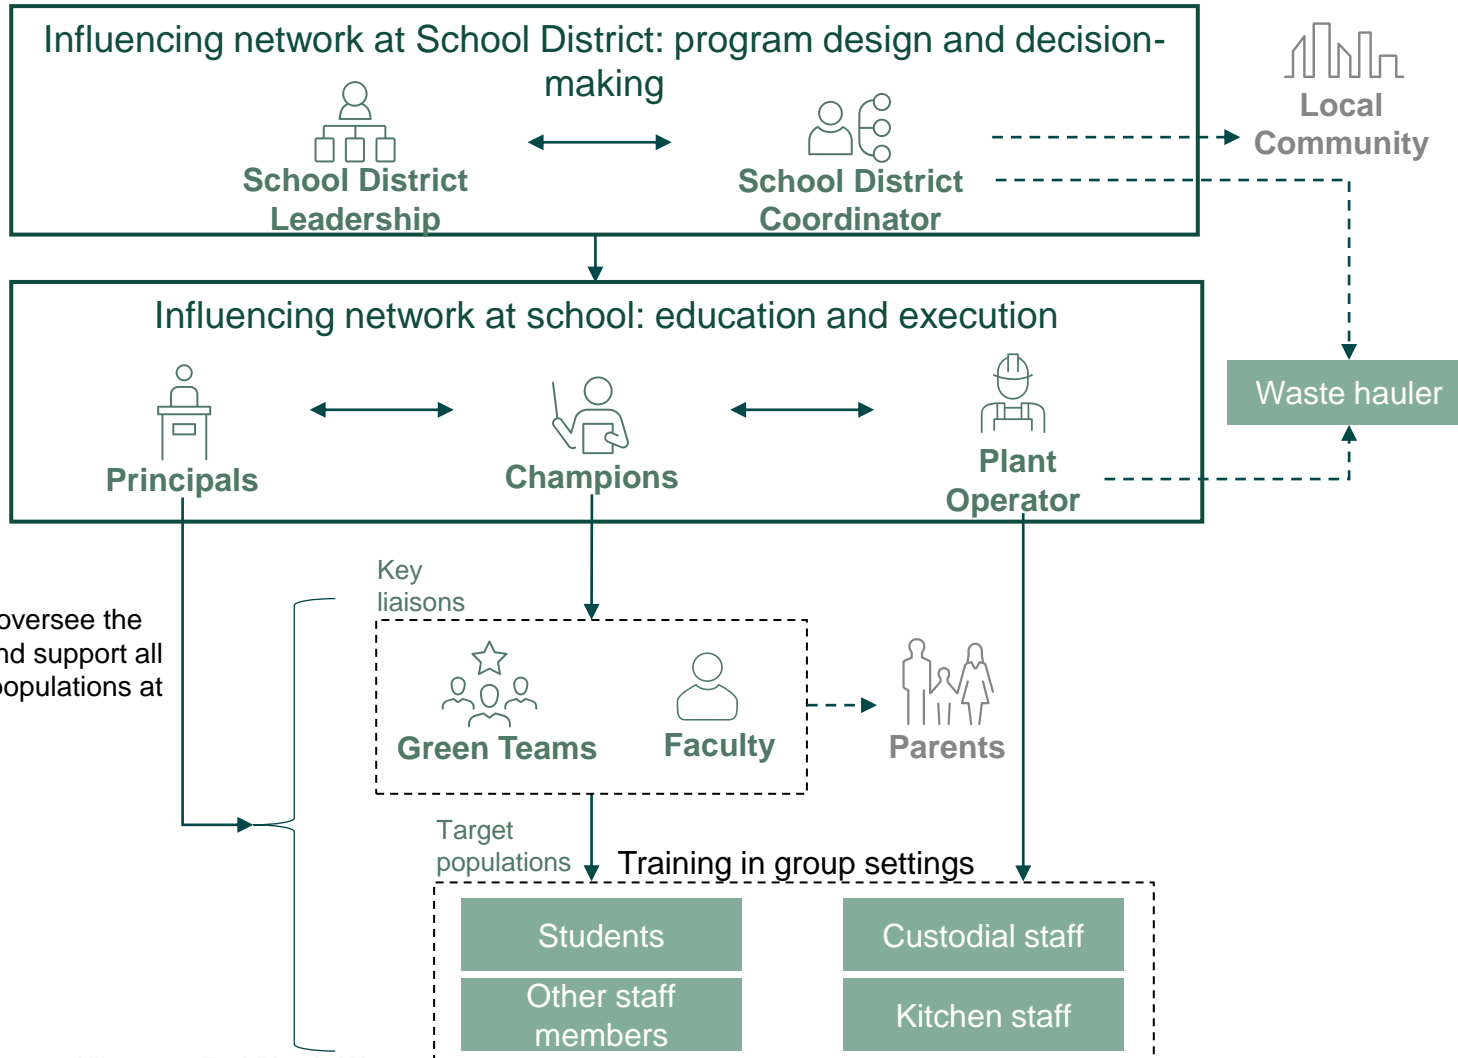 Influencing network at School District: program design and decision-
making
School District
Leadership
School District
Coordinator
Local
Community
Influencing network at school: education and execution
Principals
Champions
Plant
Operator
Waste hauler
oversee the
nd support all
populations at
Key
liaisons
Green Teams
Faculty
Parents
Target
populations
Training in group settings
Students
Custodial staff
Other staff
members
Kitchen staff